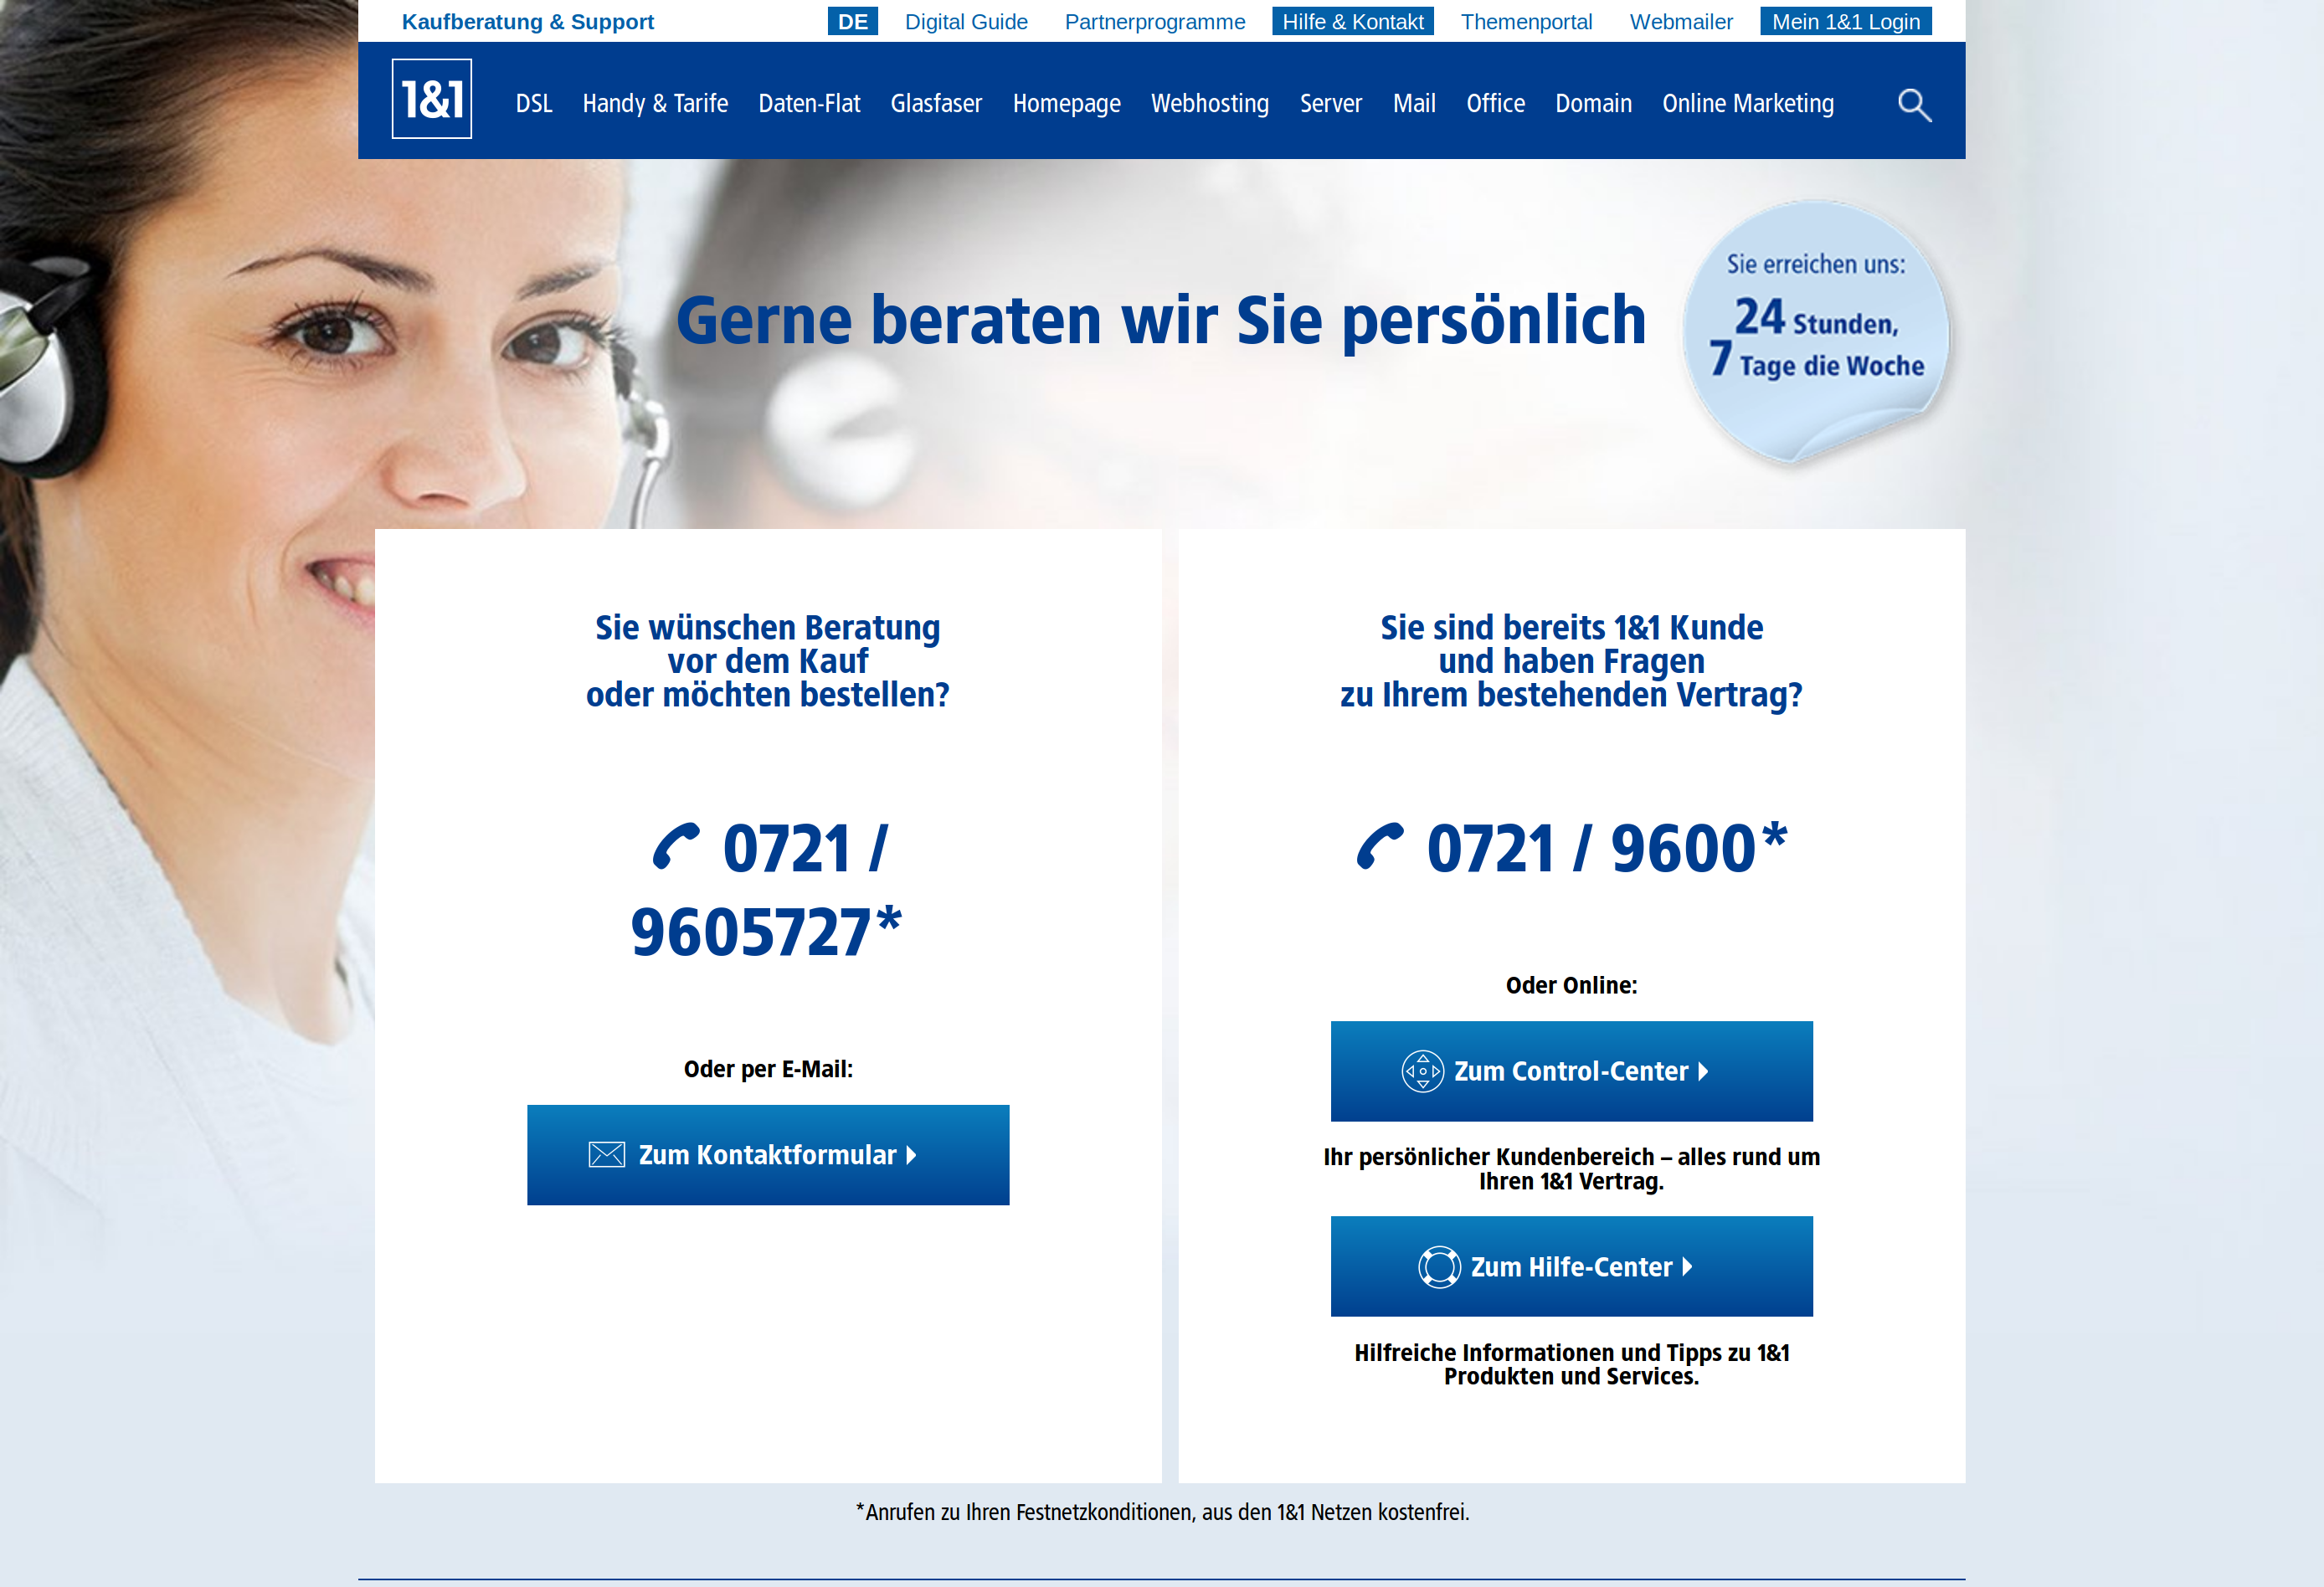 Kaufberatung & Support
DE Digital Guide Partnerprogramme Hilfe & Kontakt Themenportal Webmailer Mein 1&1 Login
1&1 DSL Handy & Tarife Daten-Flat Glasfaser Homepage Webhosting Server Mail Office Domain Online Marketing
Gerne beraten wir Sie persönlich
Sie erreichen uns:
24 Stunden,
7 Tage die Woche
Sie wünschen Beratung
vor dem Kauf
oder möchten bestellen?
0721 /
9605727*
Oder per E-Mail:
Zum Kontaktformular
Sie sind bereits 1&1 Kunde
und haben Fragen
zu Ihrem bestehenden Vertrag?
0721 / 9600*
Oder Online:
Zum Control-Center
Ihr persönlicher Kundenbereich – alles rund um
Ihren 1&1 Vertrag.
Zum Hilfe-Center
Hilfreiche Informationen und Tipps zu 1&1
Produkten und Services.
*Anrufen zu Ihren Festnetzkonditionen, aus den 1&1 Netzen kostenfrei.